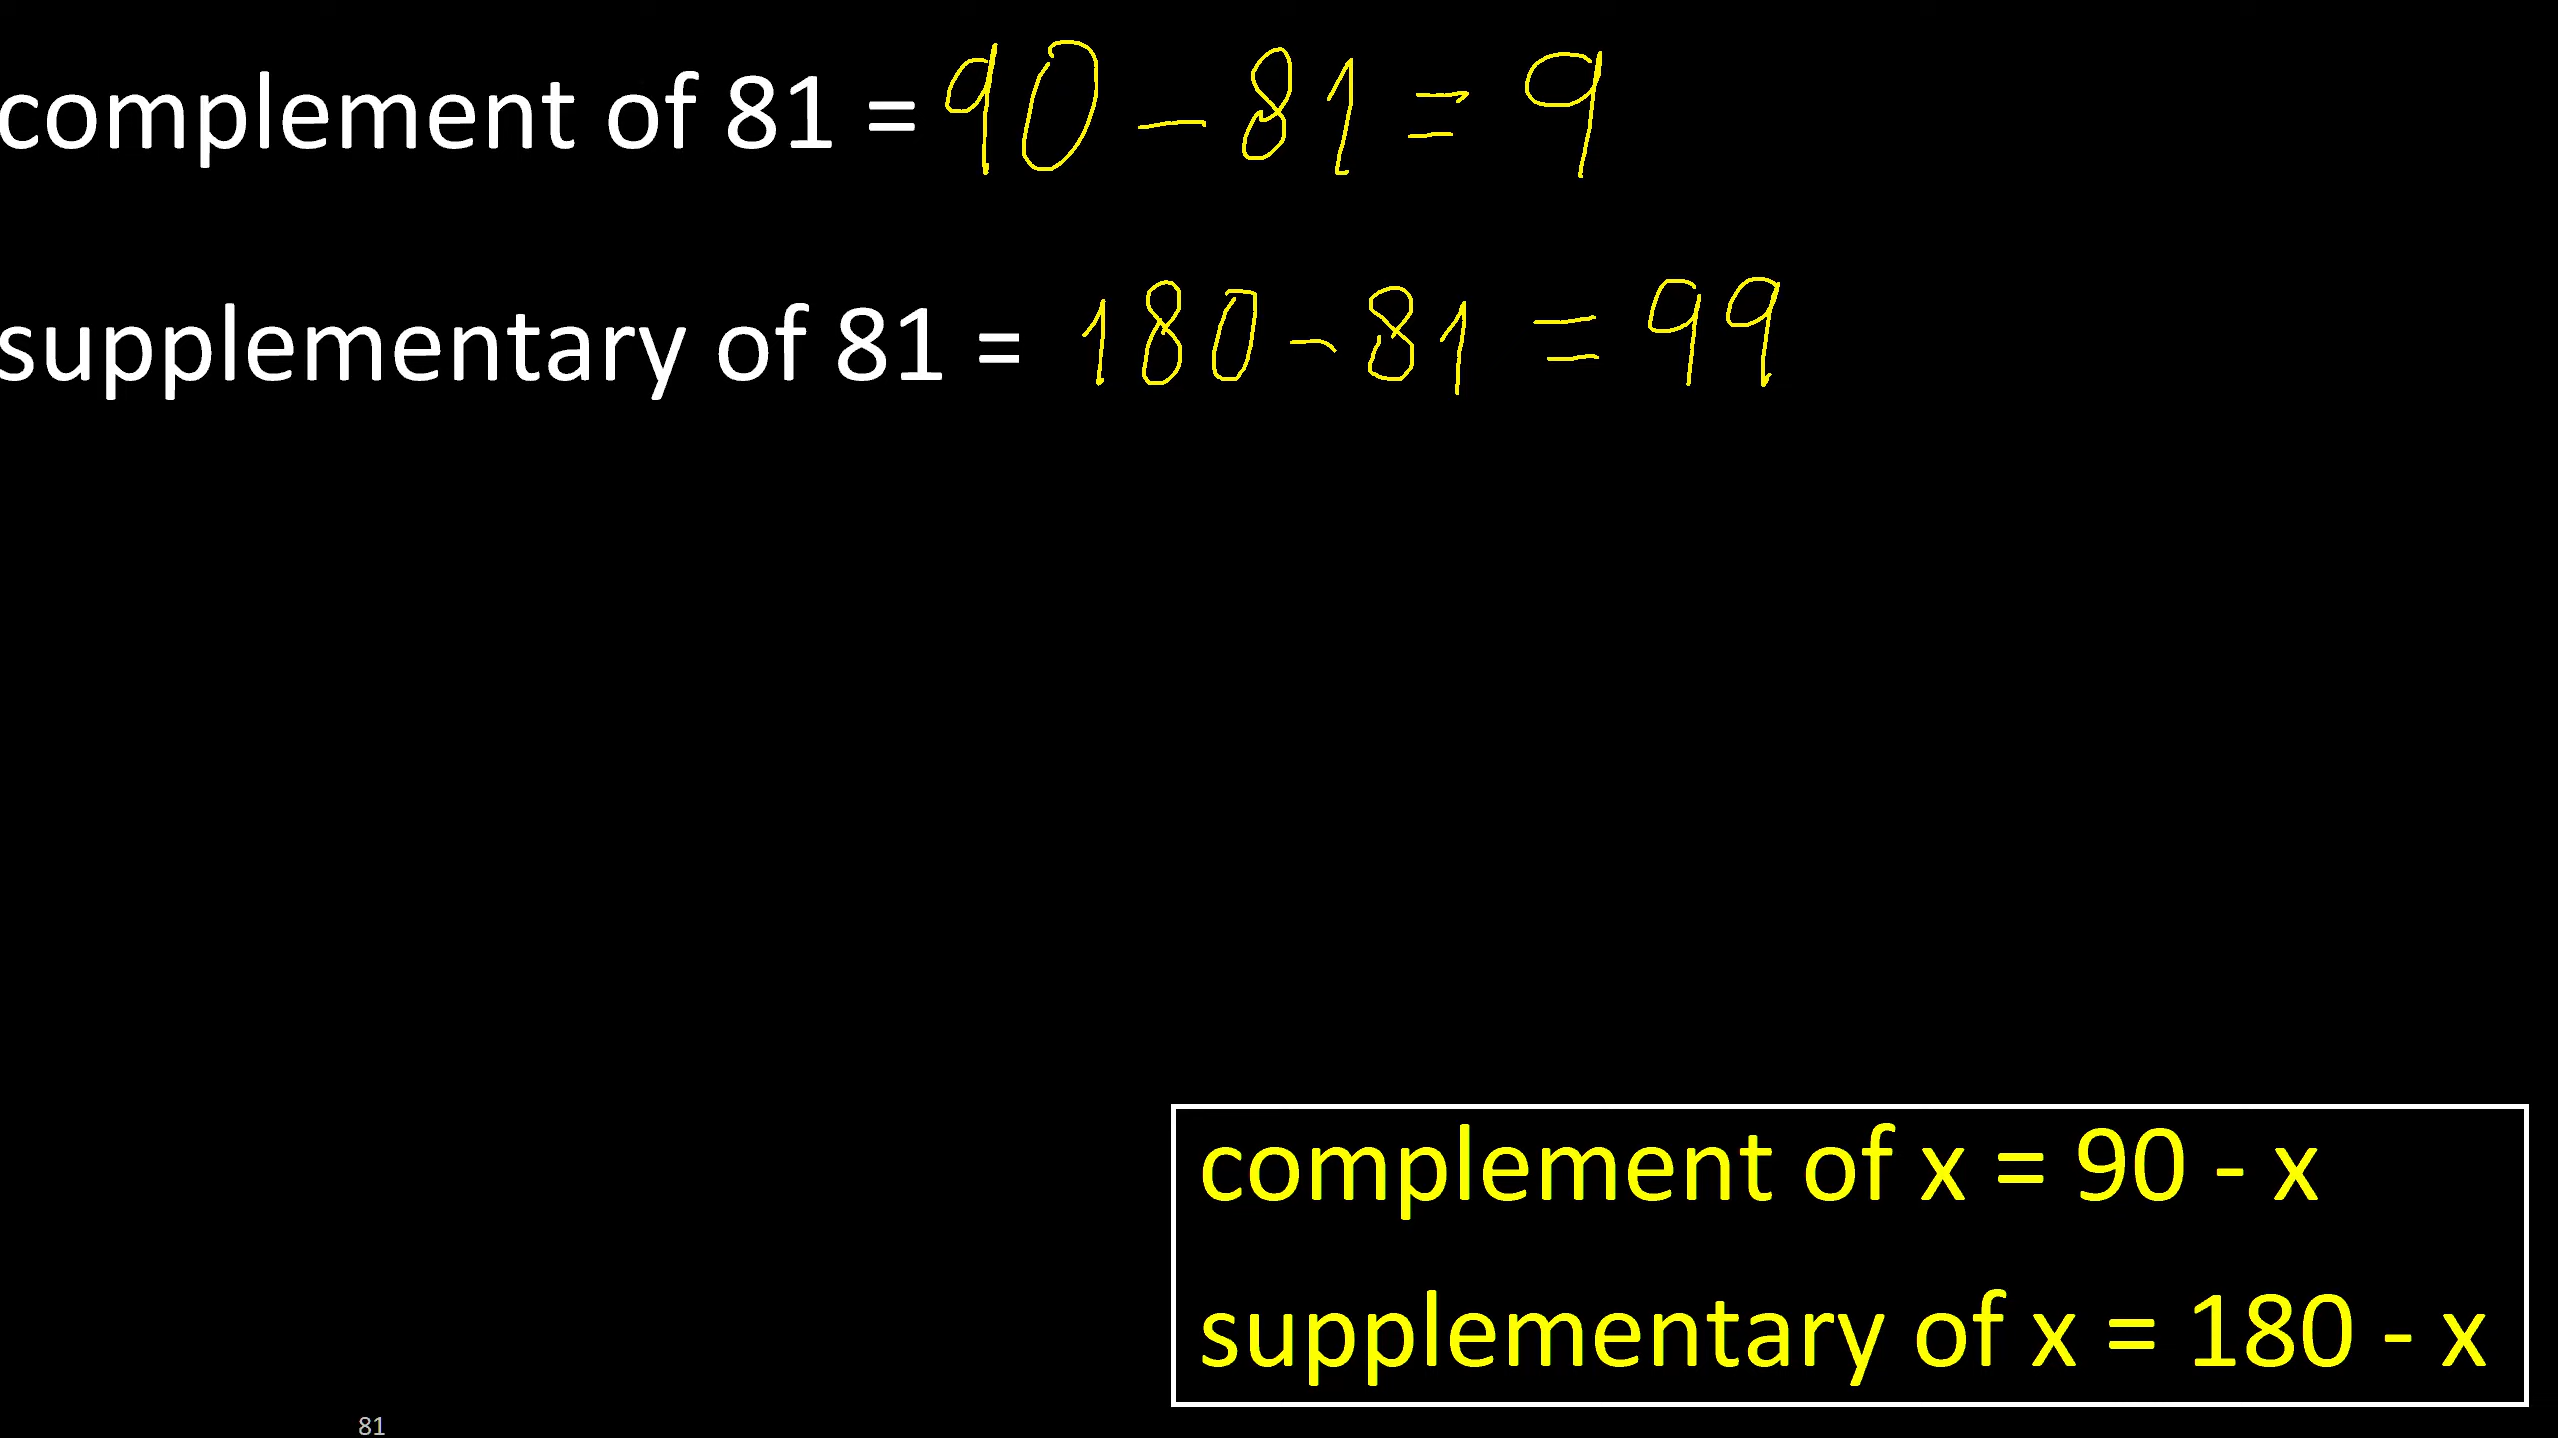 complement of 81 = 90 - 81 = 9
supplementary of 81 = 180 - 81 = 99
complement of x = 90 - x
supplementary of x = 180 - x
81